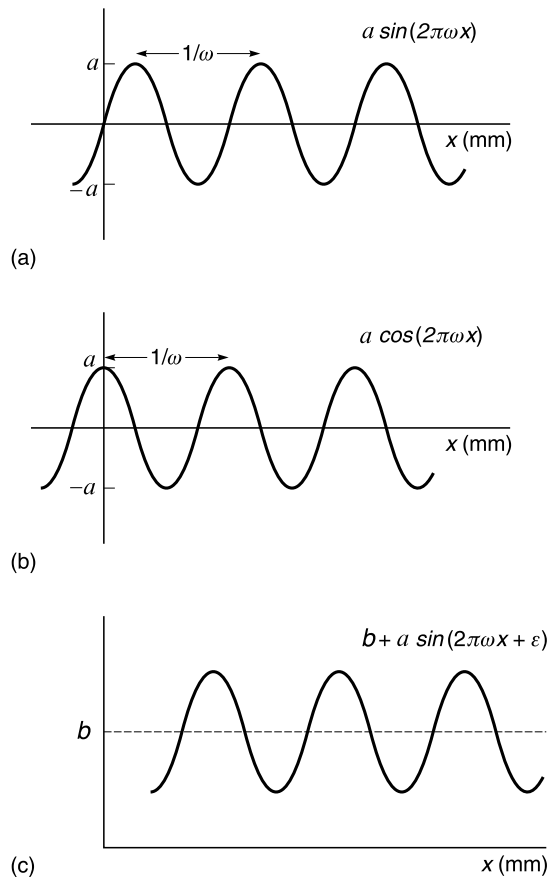 a sin(2πωx)
1/ω
a
x (mm)
−a
(a)
a cos(2πωx)
1/ω
a
x (mm)
−a
(b)
b + a sin(2πωx + ε)
b
x (mm)
(c)